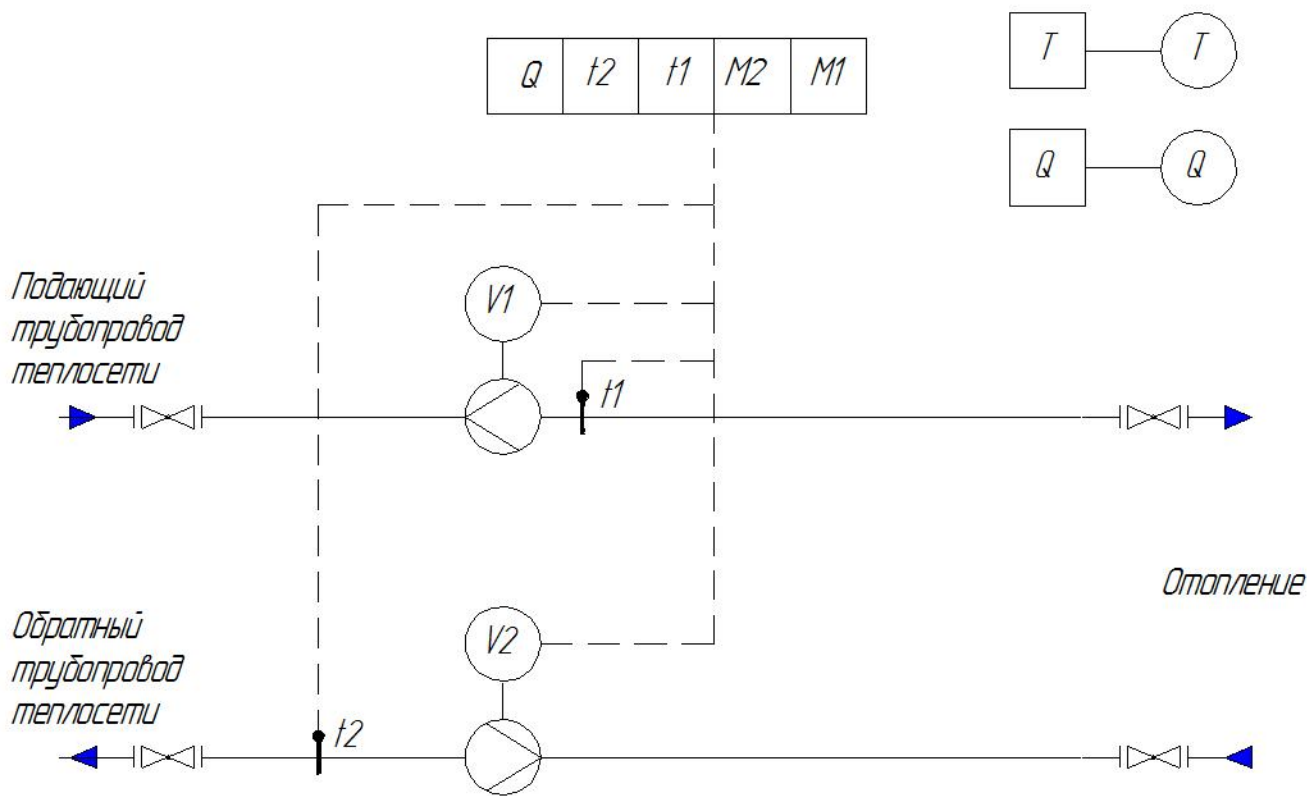 Q t2 t1 M2 M1
T T
Q Q
Подающий
трубопровод
теплосети
V1
t1
Отопление
Обратный
трубопровод
теплосети
V2
t2